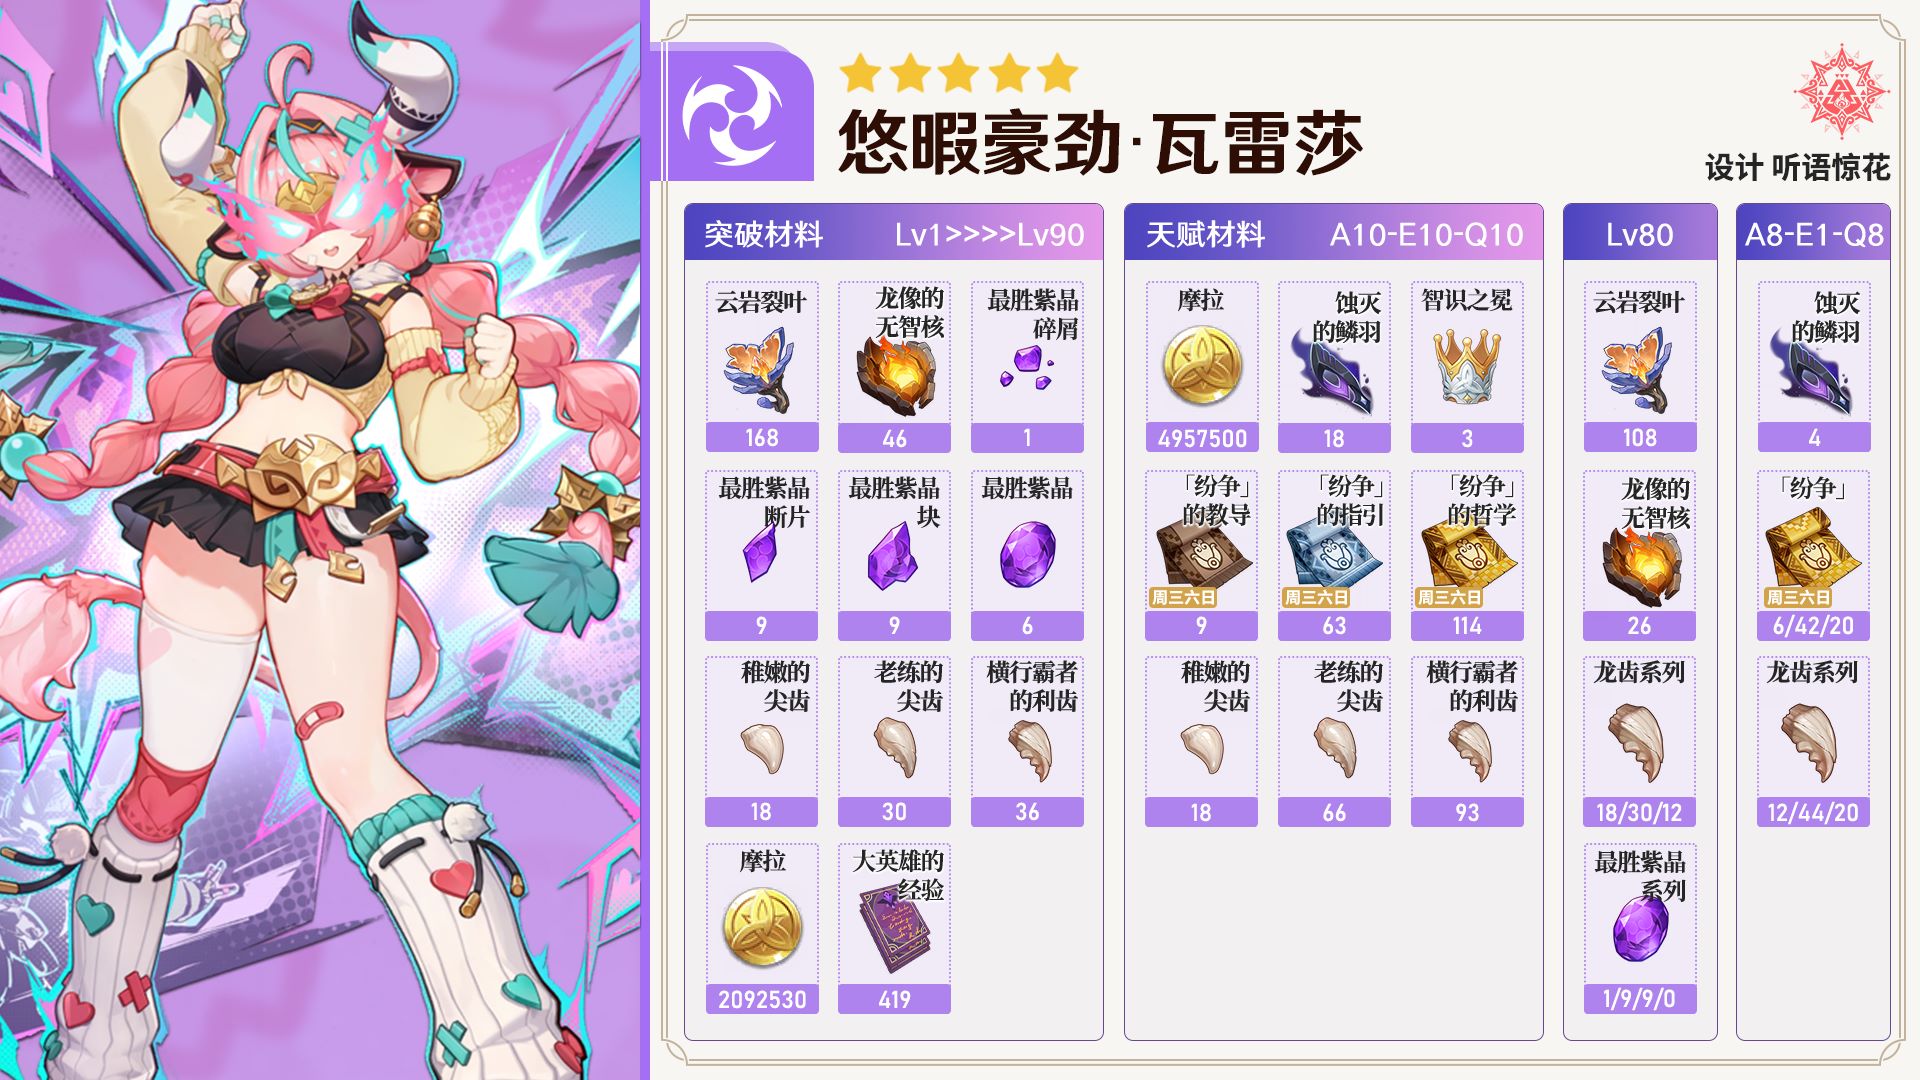 悠暇豪劲·瓦雷莎
设计 听语惊花
突破材料 Lv1>>>>Lv90
云岩裂叶
168
龙像的
无智核
46
最胜紫晶
碎屑
1
最胜紫晶
断片
9
最胜紫晶
块
9
最胜紫晶
6
稚嫩的
尖齿
18
老练的
尖齿
30
横行霸者
的利齿
36
摩拉
2092530
大英雄的
经验
419
天赋材料 A10-E10-Q10
摩拉
4957500
蚀灭
的鳞羽
18
智识之冕
3
「纷争」
的教导
周三六日
9
「纷争」
的指引
周三六日
63
「纷争」
的哲学
周三六日
114
稚嫩的
尖齿
18
老练的
尖齿
66
横行霸者
的利齿
93
Lv80
云岩裂叶
108
龙像的
无智核
26
龙齿系列
18/30/12
最胜紫晶
系列
1/9/9/0
A8-E1-Q8
蚀灭
的鳞羽
4
「纷争」
周三六日
6/42/20
龙齿系列
12/44/20